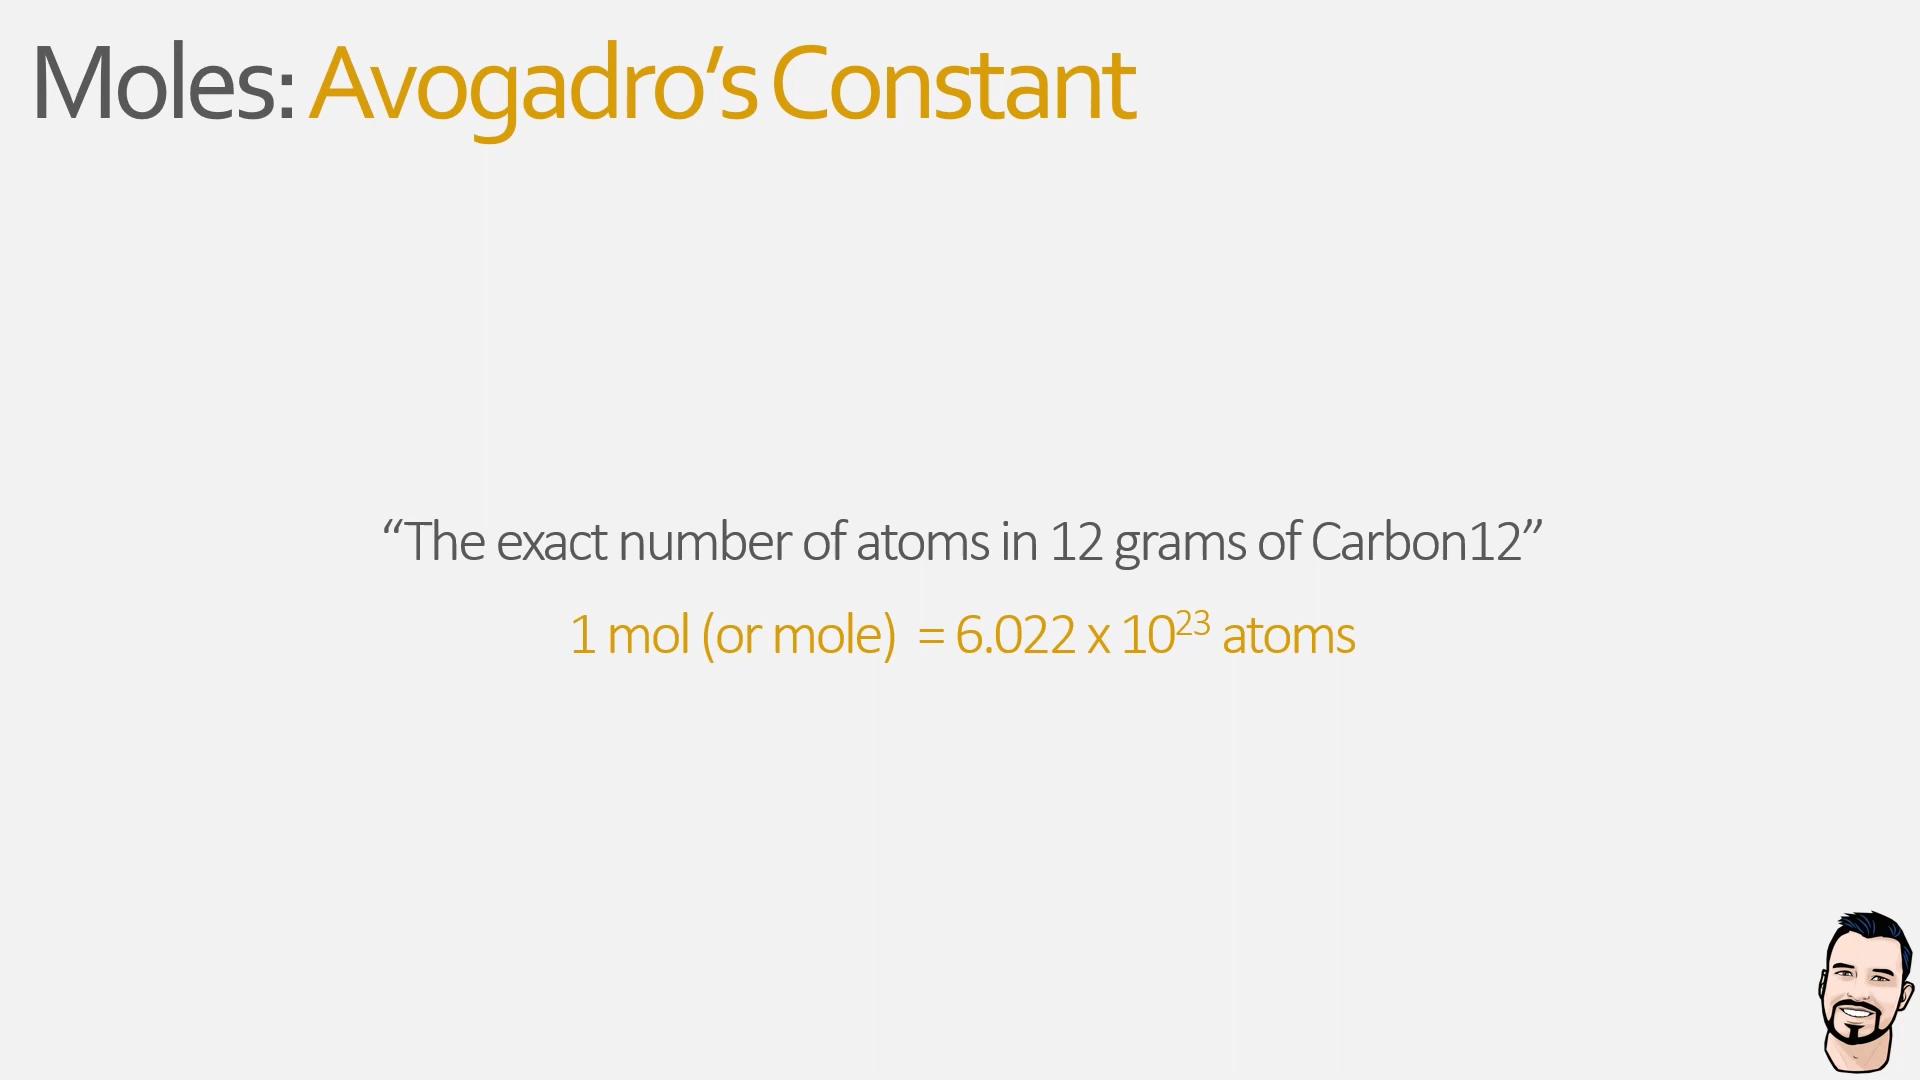 Moles: Avogadro’s Constant
“The exact number of atoms in 12 grams of Carbon12”
1 mol (or mole) = 6.022 x 10²³ atoms